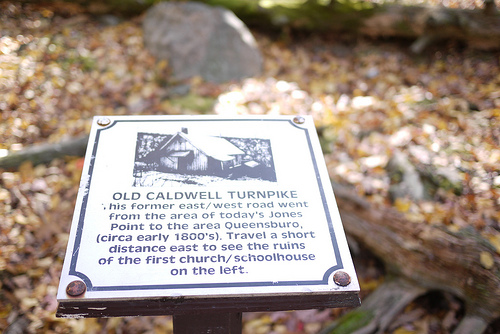 OLD CALDWELL TURNPIKE
This former east/west road went
from the area of today's Jones
Point to the area Queensburo,
(circa early 1800's). Travel a short
distance east to see the ruins
of the first church/schoolhouse
on the left.